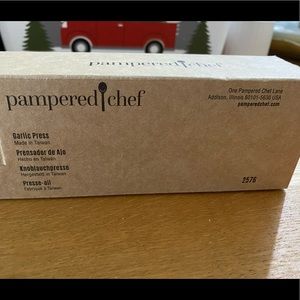 pampered chef
pampered chef
One Pampered Chef Lane
Addison, Illinois 60101-5630 USA
pamperedchef.com
Garlic Press
Made in Taiwan
Prensador de Ajo
Hecho en Taiwán
Knoblauchpresse
Hergestellt in Taiwan
Presse-ail
Fabriqué à Taiwan
2576